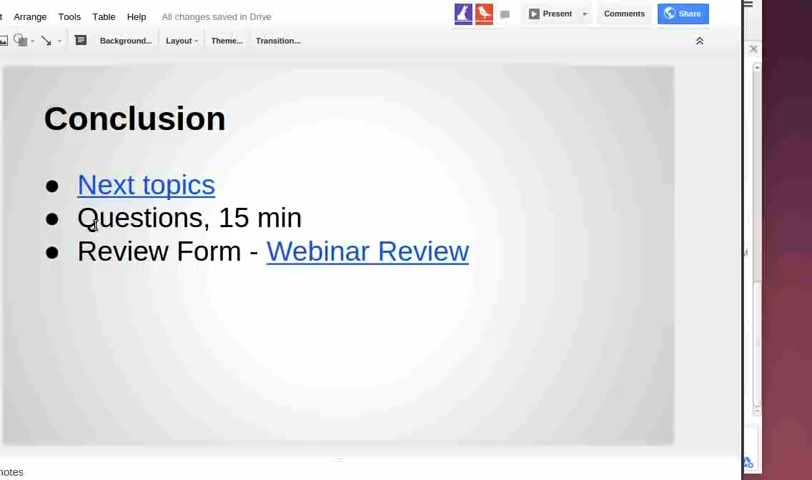 Arrange Tools Table Help All changes saved in Drive Present Comments Share
Background... Layout Theme... Transition...
Conclusion
● Next topics
● Questions, 15 min
● Review Form - Webinar Review
notes